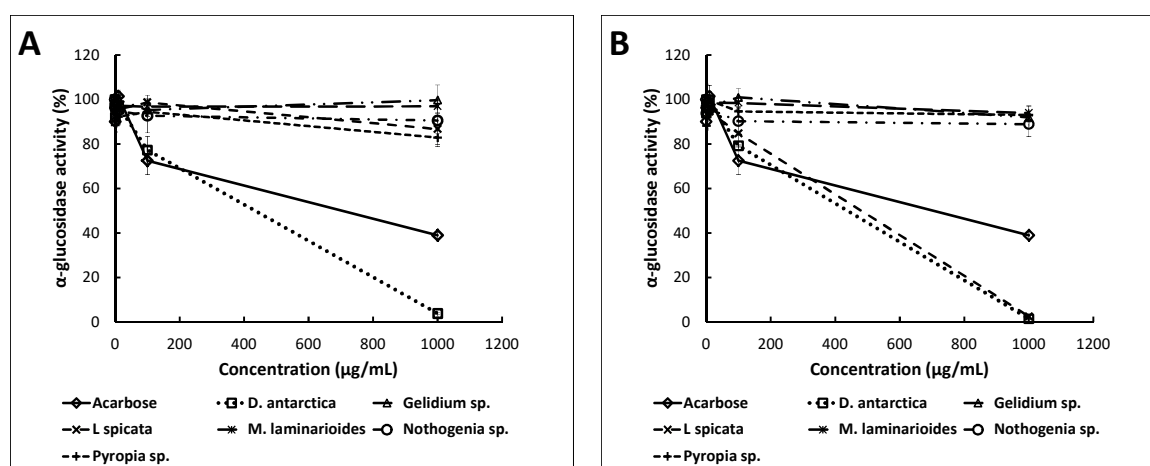 A
120
100
80
60
40
20
0
α-glucosidase activity (%)
0 200 400 600 800 1000 1200
Concentration (μg/mL)
Acarbose D. antarctica Gelidium sp.
L spicata M. laminarioides Nothogenia sp.
Pyropia sp.
B
120
100
80
60
40
20
0
α-glucosidase activity (%)
0 200 400 600 800 1000 1200
Concentration (μg/mL)
Acarbose D. antarctica Gelidium sp.
L spicata M. laminarioides Nothogenia sp.
Pyropia sp.